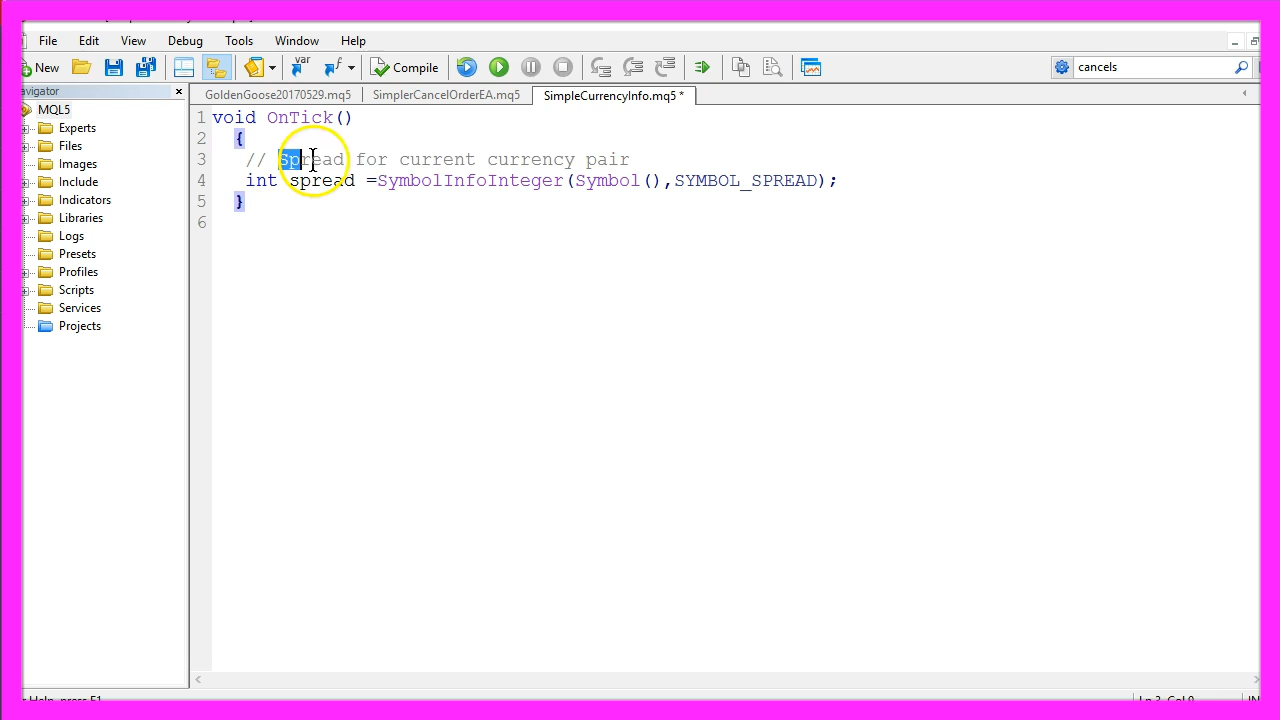 File Edit View Debug Tools Window Help
New Compile cancels
avigator
GoldenGoose20170529.mq5 SimplerCancelOrderEA.mq5 SimpleCurrencyInfo.mq5 *
MQL5
Experts
Files
Images
Include
Indicators
Libraries
Logs
Presets
Profiles
Scripts
Services
Projects
1 void OnTick()
2 {
3 // Spread for current currency pair
4 int spread =SymbolInfoInteger(Symbol(),SYMBOL_SPREAD);
5 }
6